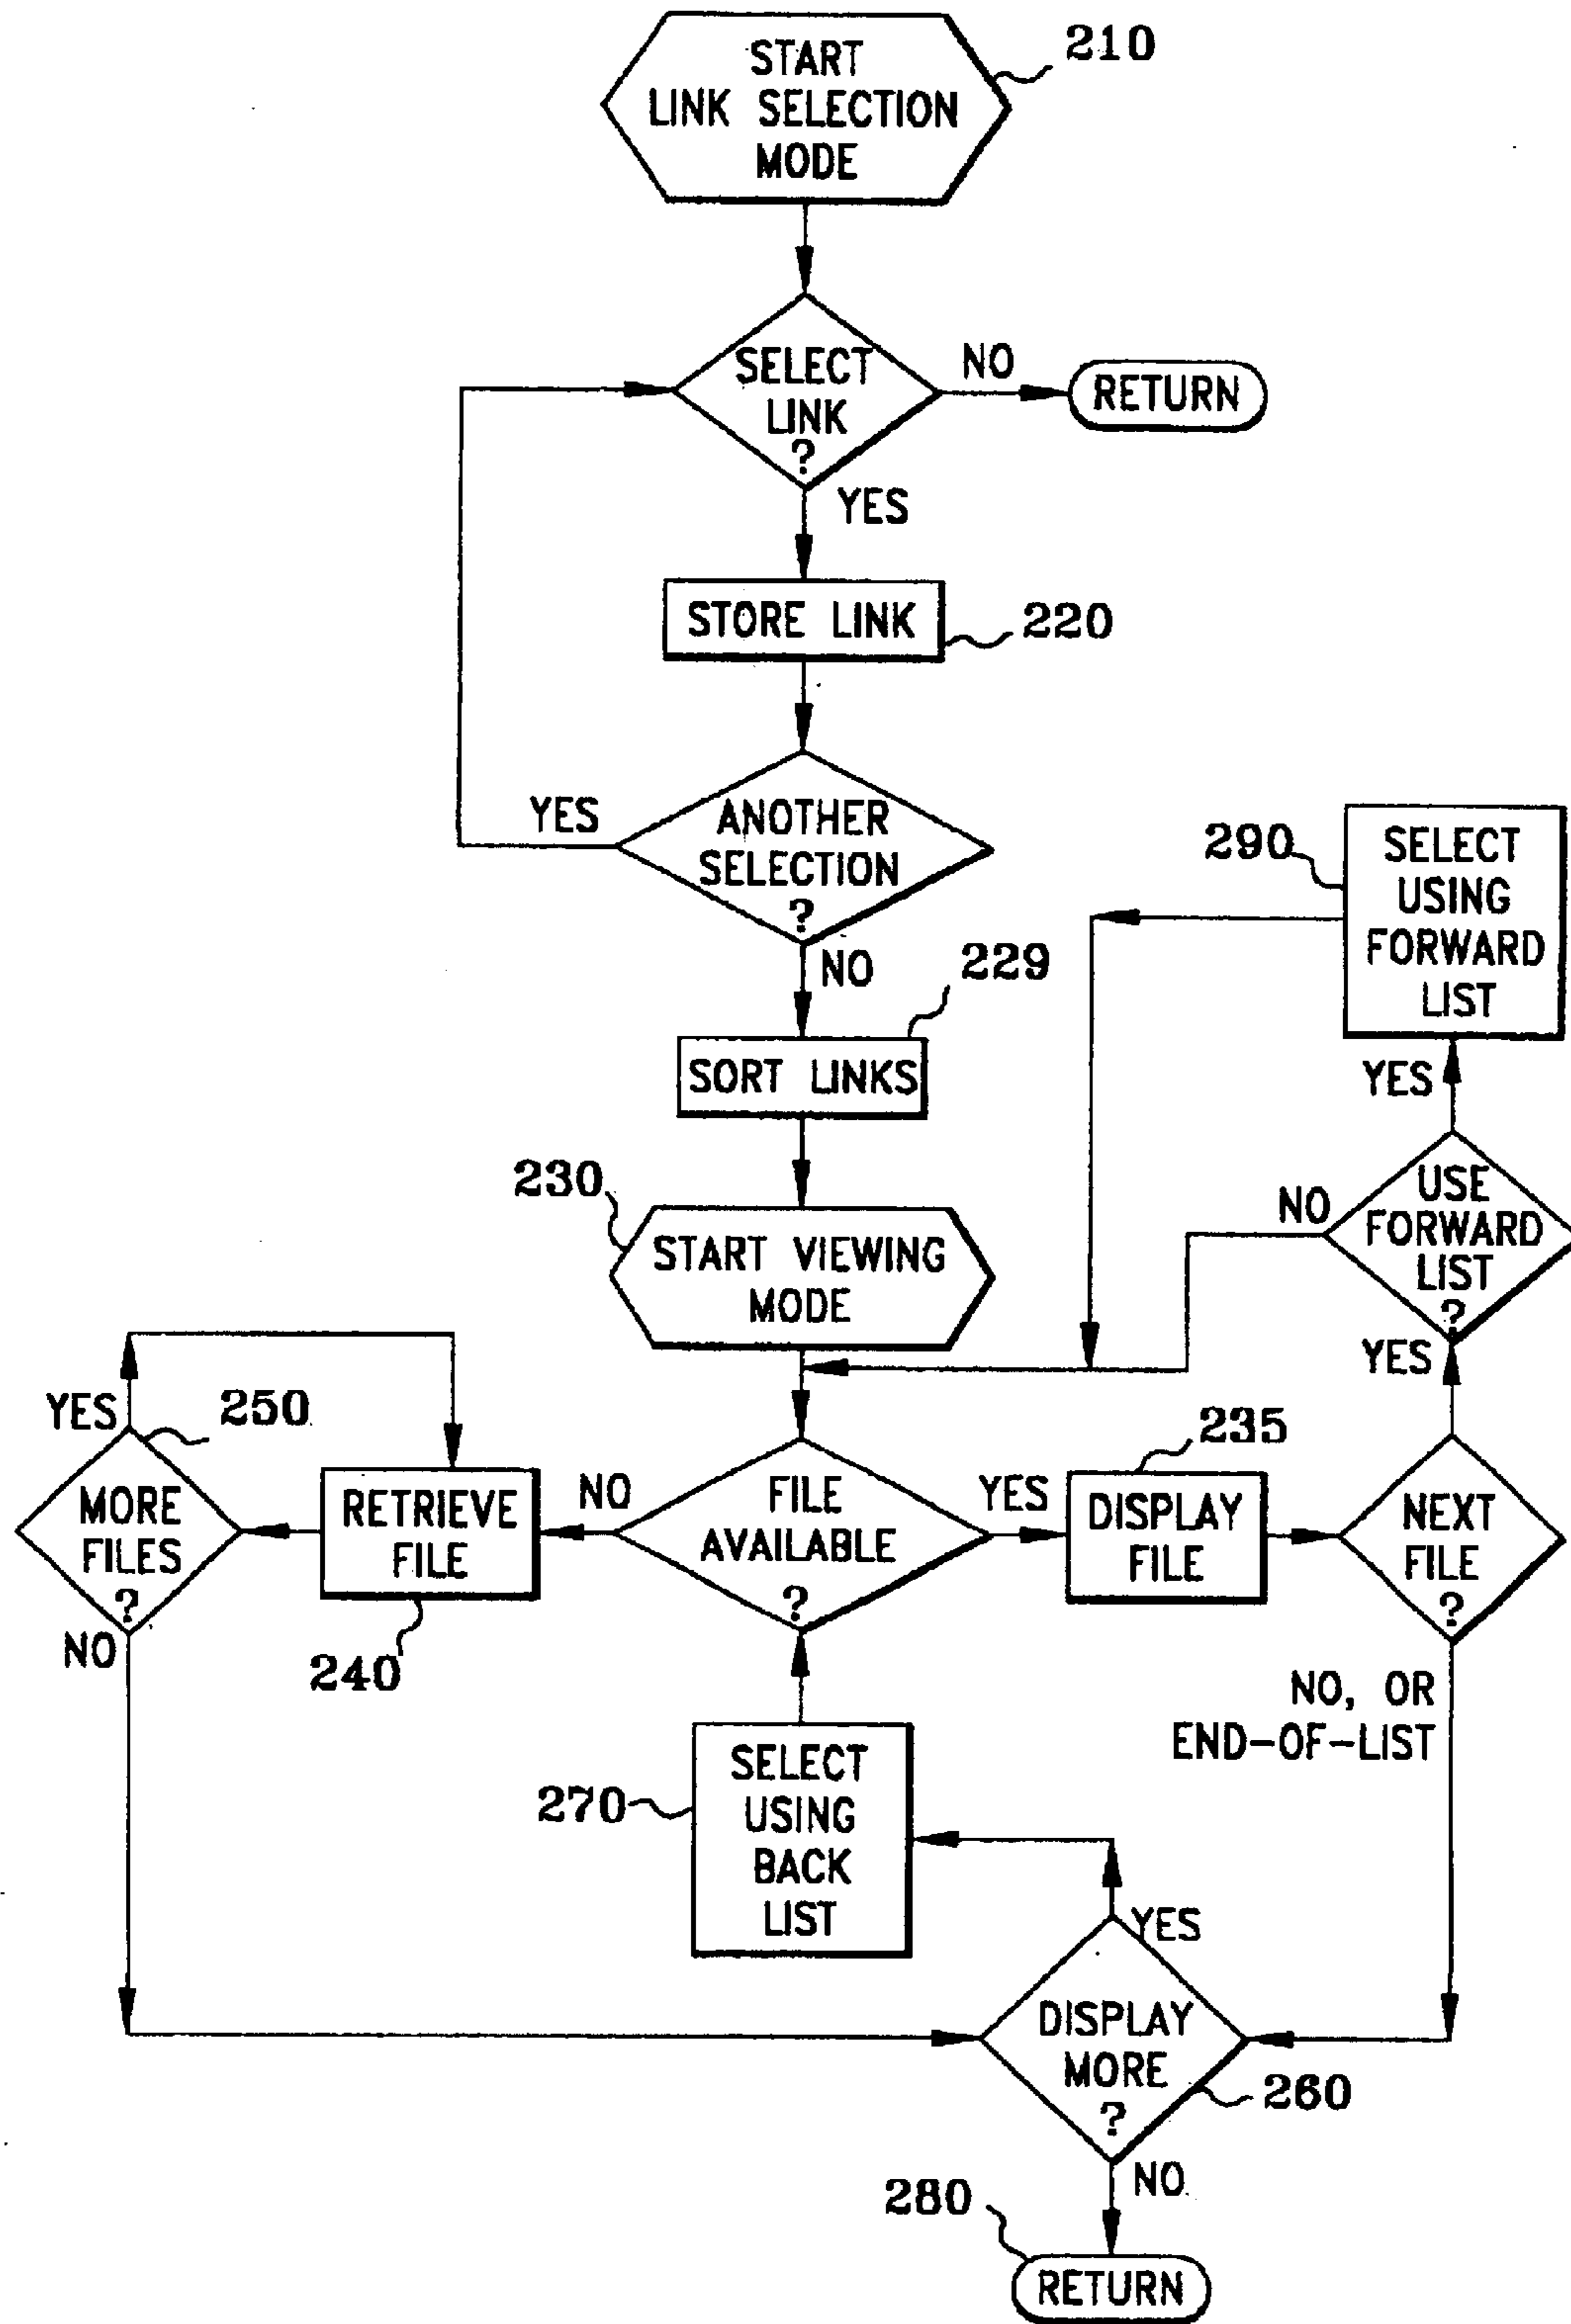 START
LINK SELECTION
MODE
210
SELECT
LINK
?
NO
RETURN
YES
STORE LINK
220
ANOTHER
SELECTION
?
YES
NO
229
SORT LINKS
230
START VIEWING
MODE
290
SELECT
USING
FORWARD
LIST
YES
USE
FORWARD
LIST
?
NO
YES
YES
250
MORE
FILES
?
NO
RETRIEVE
FILE
240
NO
FILE
AVAILABLE
?
YES
235
DISPLAY
FILE
NEXT
FILE
?
NO, OR
END-OF-LIST
270
SELECT
USING
BACK
LIST
YES
DISPLAY
MORE
?
260
NO
280
RETURN